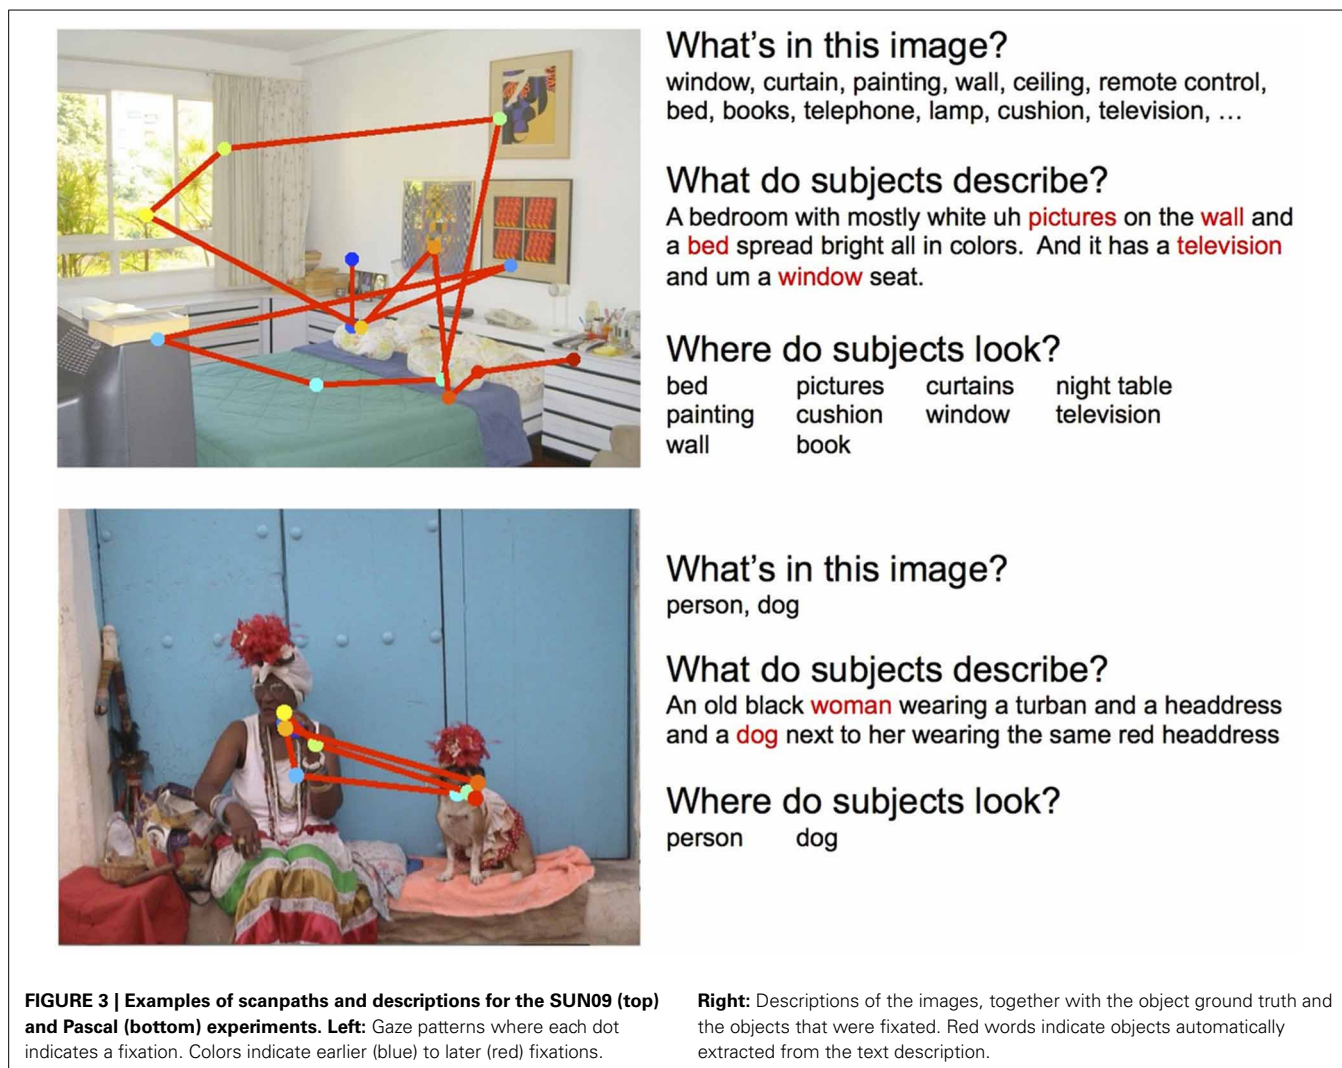 What's in this image?
window, curtain, painting, wall, ceiling, remote control,
bed, books, telephone, lamp, cushion, television, ...
What do subjects describe?
A bedroom with mostly white uh pictures on the wall and
a bed spread bright all in colors. And it has a television
and um a window seat.
Where do subjects look?
bed pictures curtains night table
painting cushion window television
wall book
What's in this image?
person, dog
What do subjects describe?
An old black woman wearing a turban and a headdress
and a dog next to her wearing the same red headdress
Where do subjects look?
person dog
FIGURE 3 | Examples of scanpaths and descriptions for the SUN09 (top)
and Pascal (bottom) experiments. Left: Gaze patterns where each dot
indicates a fixation. Colors indicate earlier (blue) to later (red) fixations.
Right: Descriptions of the images, together with the object ground truth and
the objects that were fixated. Red words indicate objects automatically
extracted from the text description.